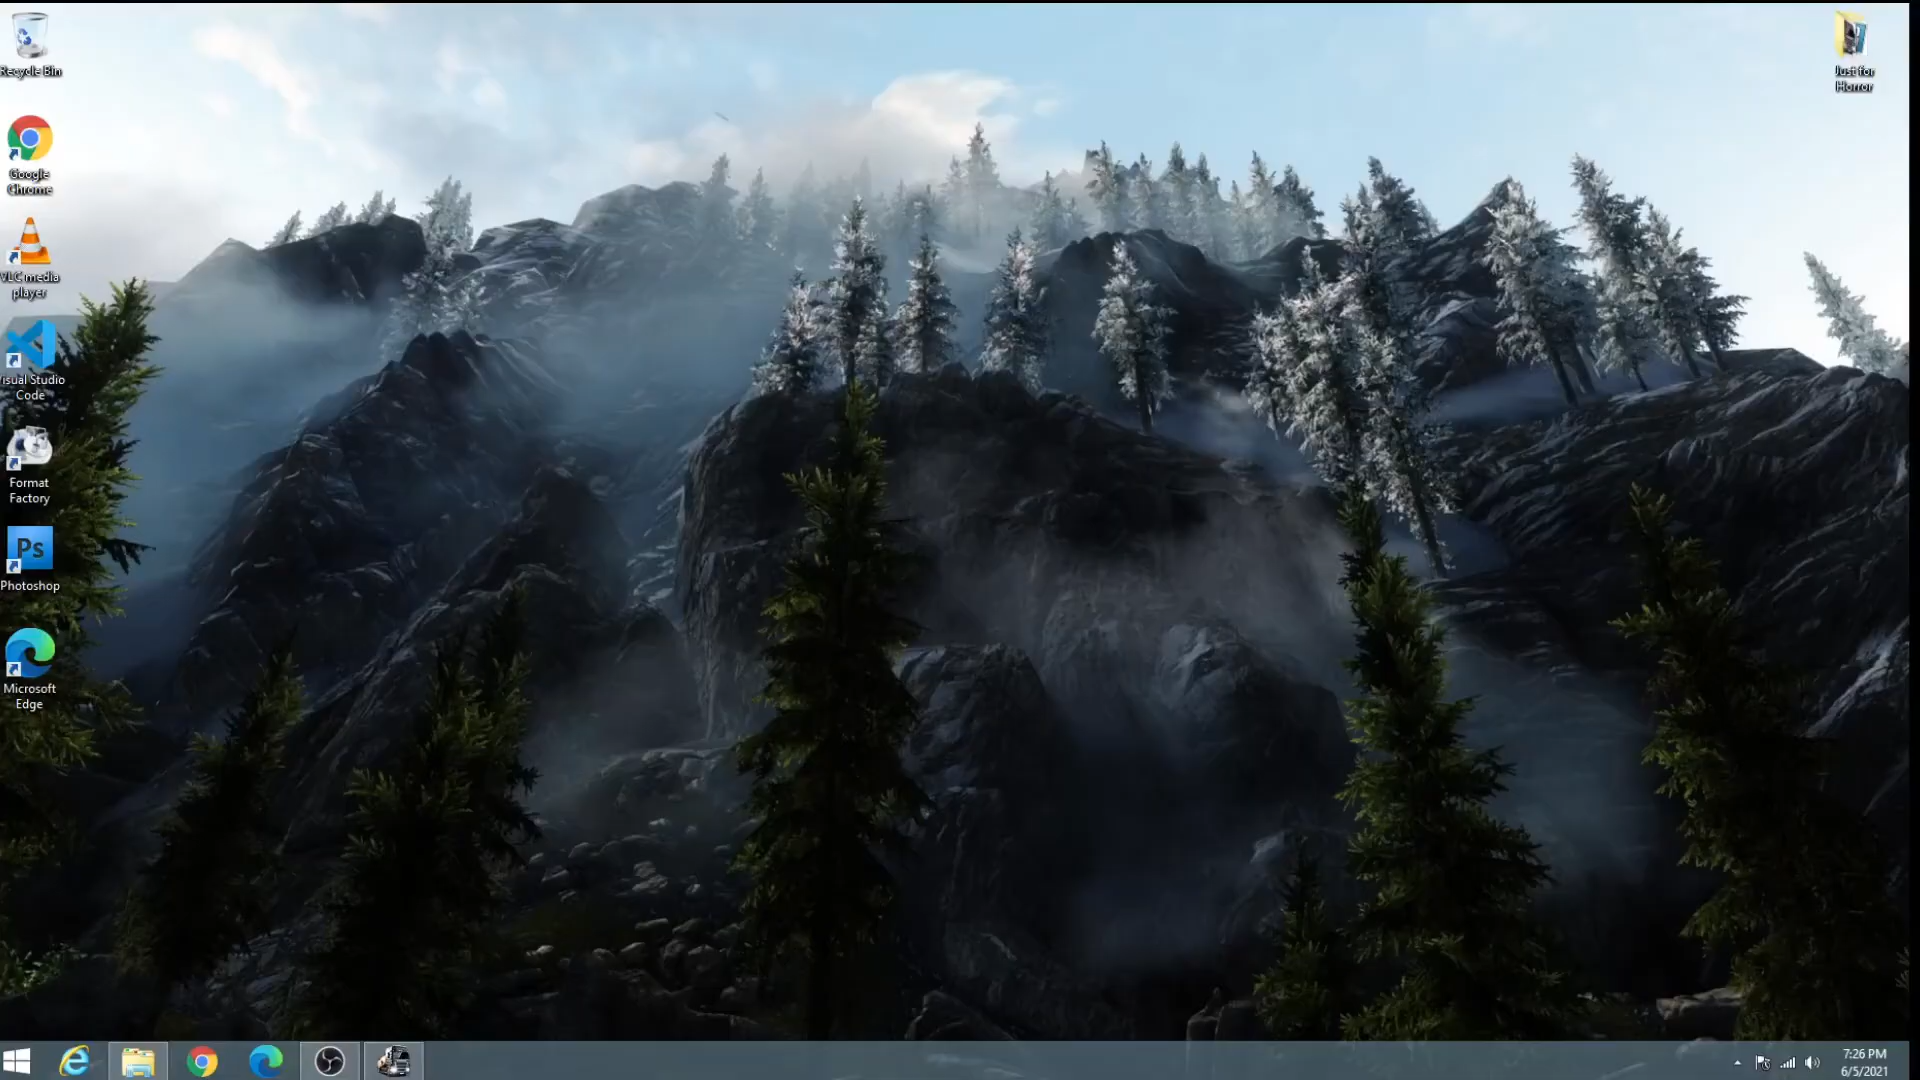 Recycle Bin
Google
Chrome
VLC media
player
isual Studio
Code
Format
Factory
Ps
Photoshop
Microsoft
Edge
Just for
Horror
7:26 PM
6/5/2021